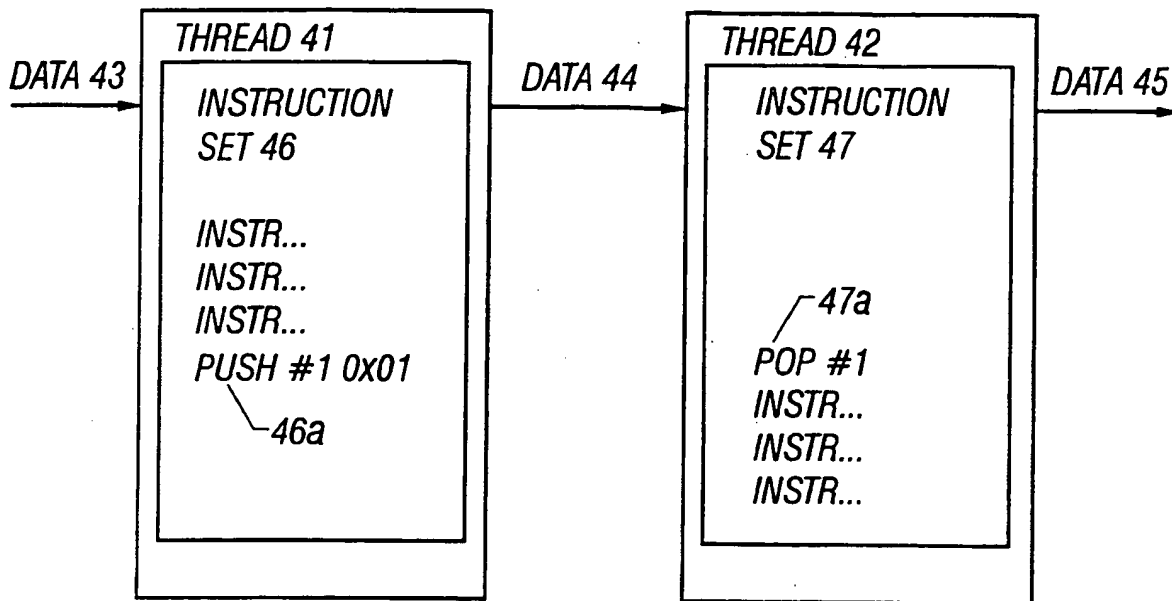 DATA 43
THREAD 41
INSTRUCTION
SET 46
INSTR...
INSTR...
INSTR...
PUSH #1 0x01
46a
DATA 44
THREAD 42
INSTRUCTION
SET 47
47a
POP #1
INSTR...
INSTR...
INSTR...
DATA 45